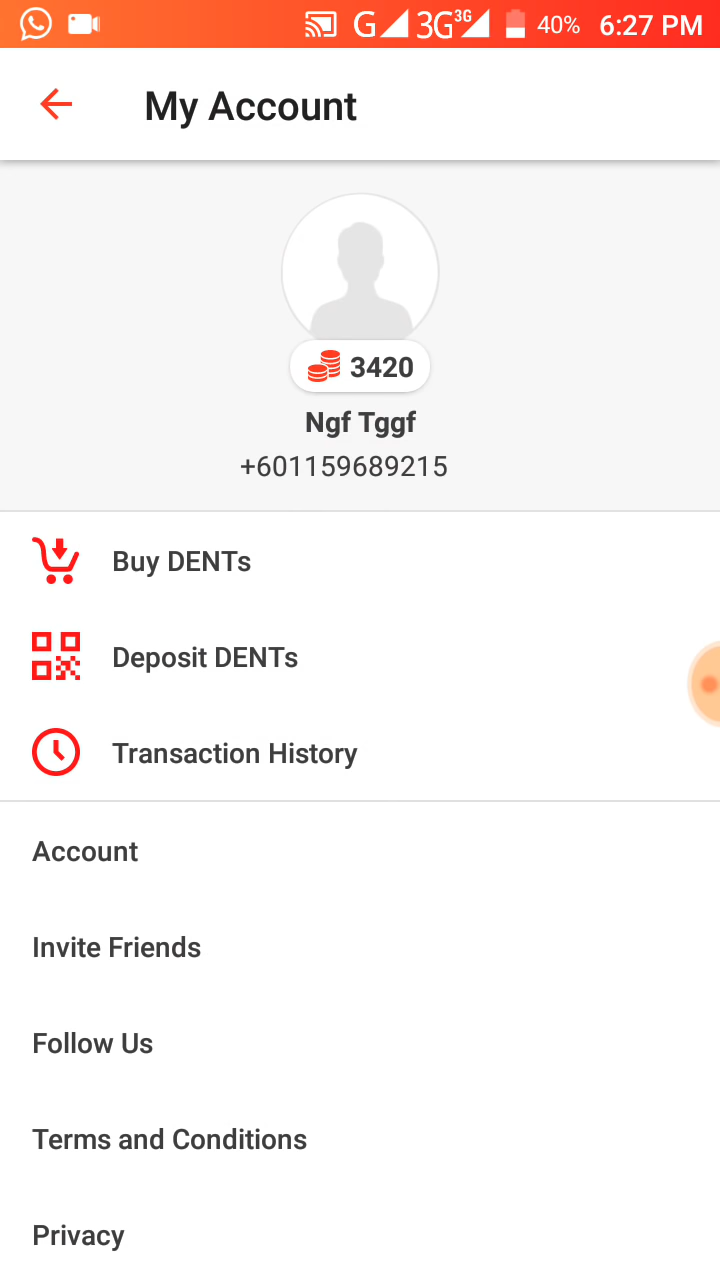 G 3G 3G 40% 6:27 PM
My Account
3420
Ngf Tggf
+601159689215
Buy DENTs
Deposit DENTs
Transaction History
Account
Invite Friends
Follow Us
Terms and Conditions
Privacy